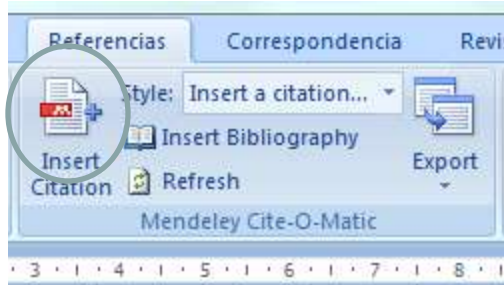 Referencias Correspondencia Revi
Style: Insert a citation...
Insert Bibliography
Insert Citation
Refresh
Export
Mendeley Cite-O-Matic
3 4 5 6 7 8